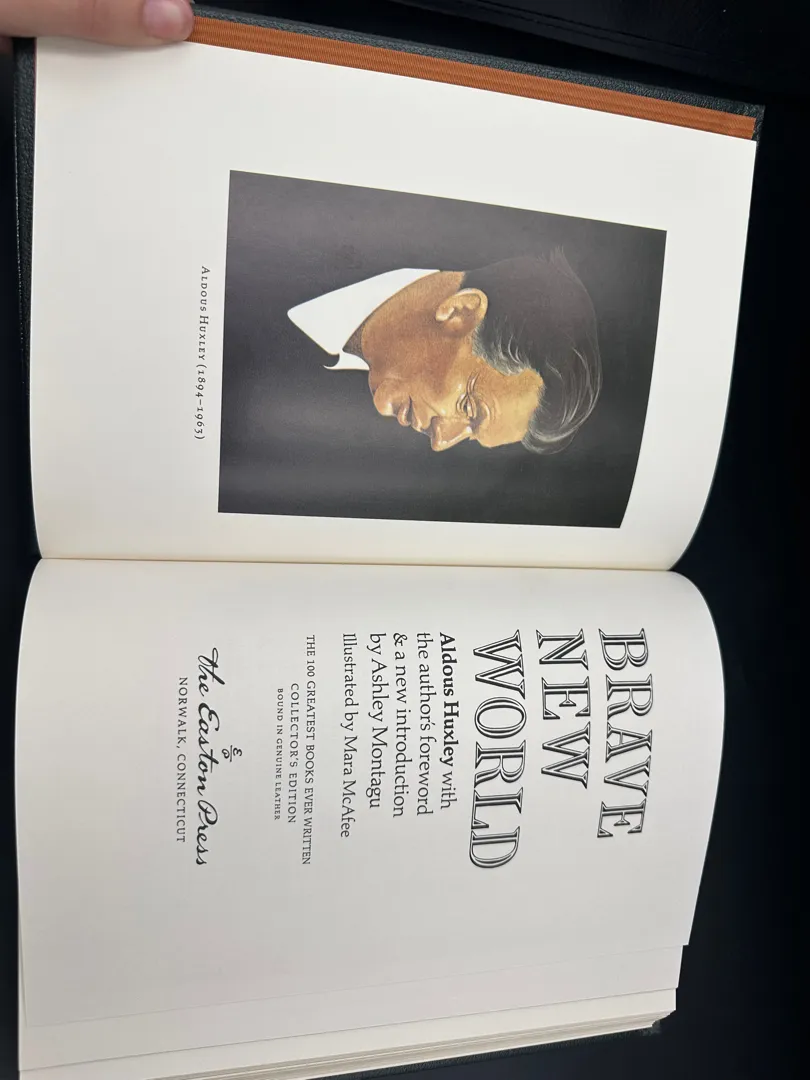 ALDOUS HUXLEY (1894–1963)
BRAVE
NEW
WORLD
Aldous Huxley with
the author's foreword
& a new introduction
by Ashley Montagu
Illustrated by Mara McAfee
THE 100 GREATEST BOOKS EVER WRITTEN
COLLECTOR'S EDITION
BOUND IN GENUINE LEATHER
E
P
The Easton Press
NORWALK, CONNECTICUT